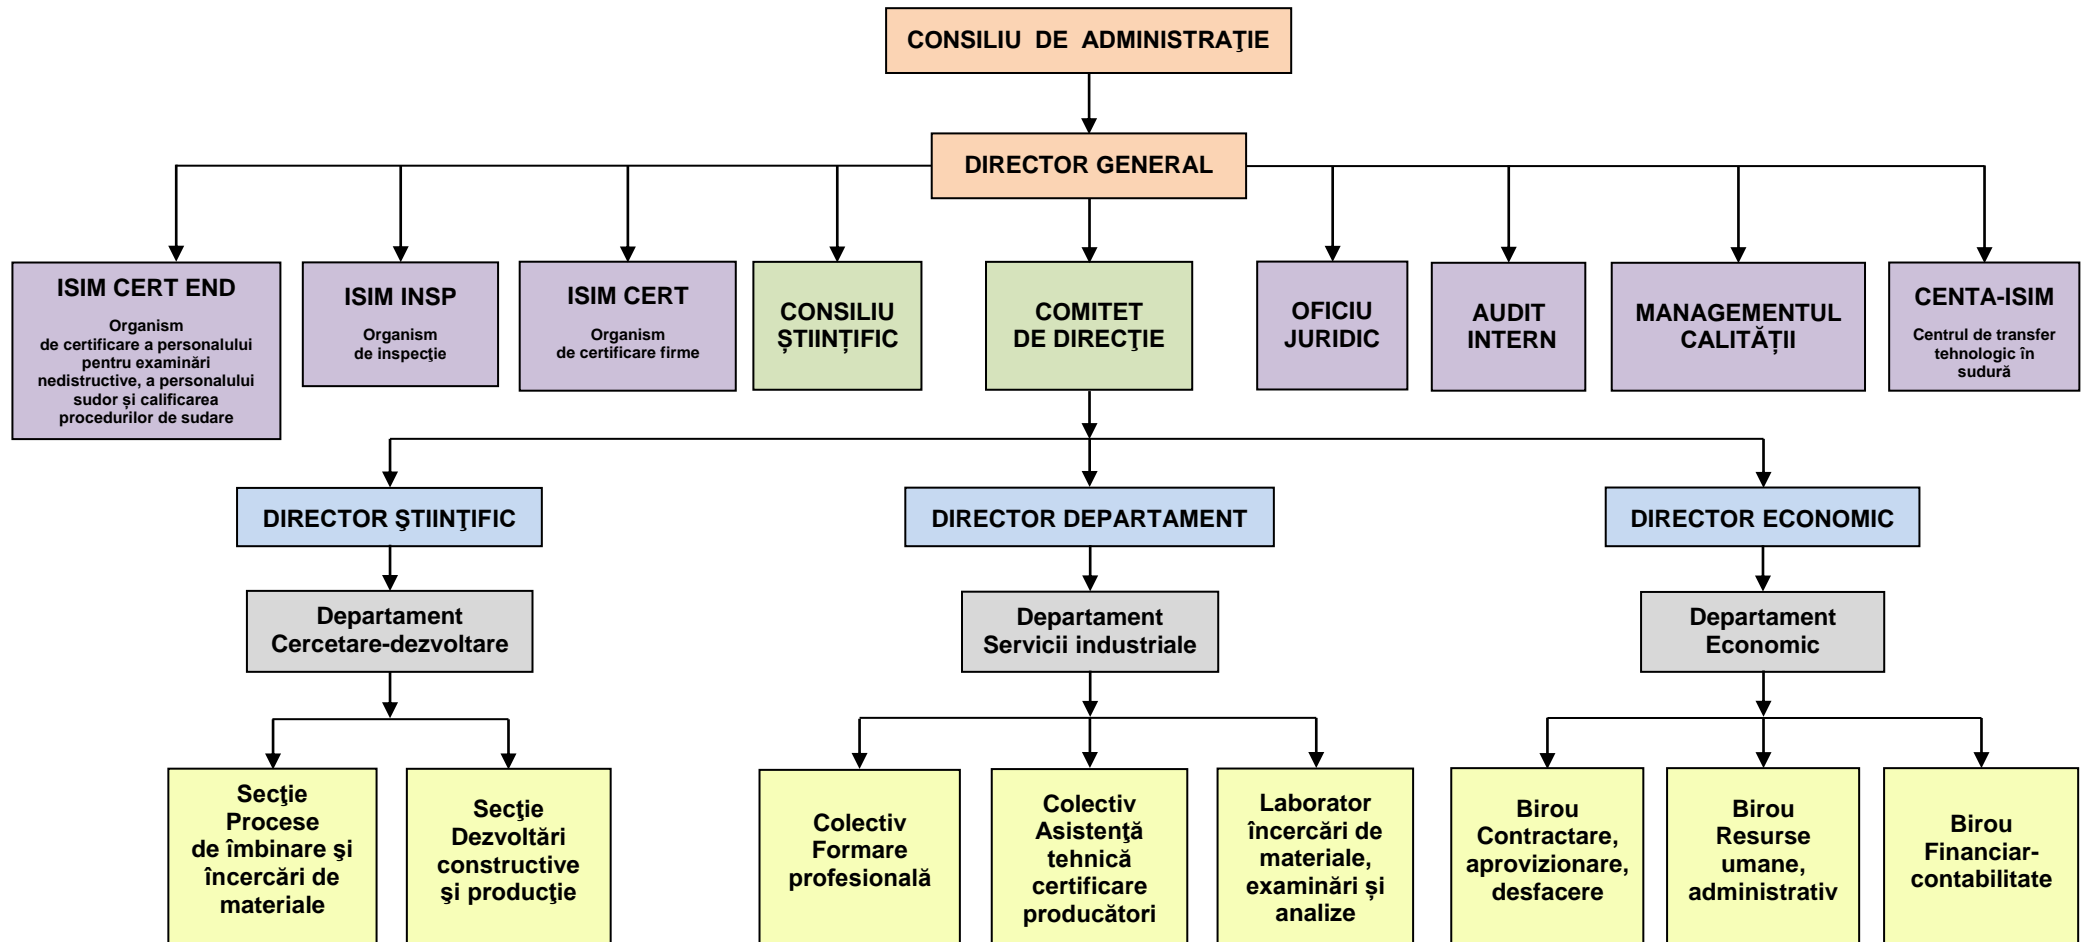 CONSILIU DE ADMINISTRAŢIE
DIRECTOR GENERAL
ISIM CERT END
Organism
de certificare a personalului
pentru examinări
nedistructive, a personalului
sudor și calificarea
procedurilor de sudare
ISIM INSP
Organism
de inspecţie
ISIM CERT
Organism
de certificare firme
CONSILIU
ȘTIINȚIFIC
COMITET
DE DIRECŢIE
OFICIU
JURIDIC
AUDIT
INTERN
MANAGEMENTUL
CALITĂȚII
CENTA-ISIM
Centrul de transfer
tehnologic în
sudură
DIRECTOR ŞTIINŢIFIC
DIRECTOR DEPARTAMENT
DIRECTOR ECONOMIC
Departament
Cercetare-dezvoltare
Departament
Servicii industriale
Departament
Economic
Secţie
Procese
de îmbinare şi
încercări de
materiale
Secţie
Dezvoltări
constructive
şi producţie
Colectiv
Formare
profesională
Colectiv
Asistenţă
tehnică
certificare
producători
Laborator
încercări de
materiale,
examinări și
analize
Birou
Contractare,
aprovizionare,
desfacere
Birou
Resurse
umane,
administrativ
Birou
Financiar-
contabilitate